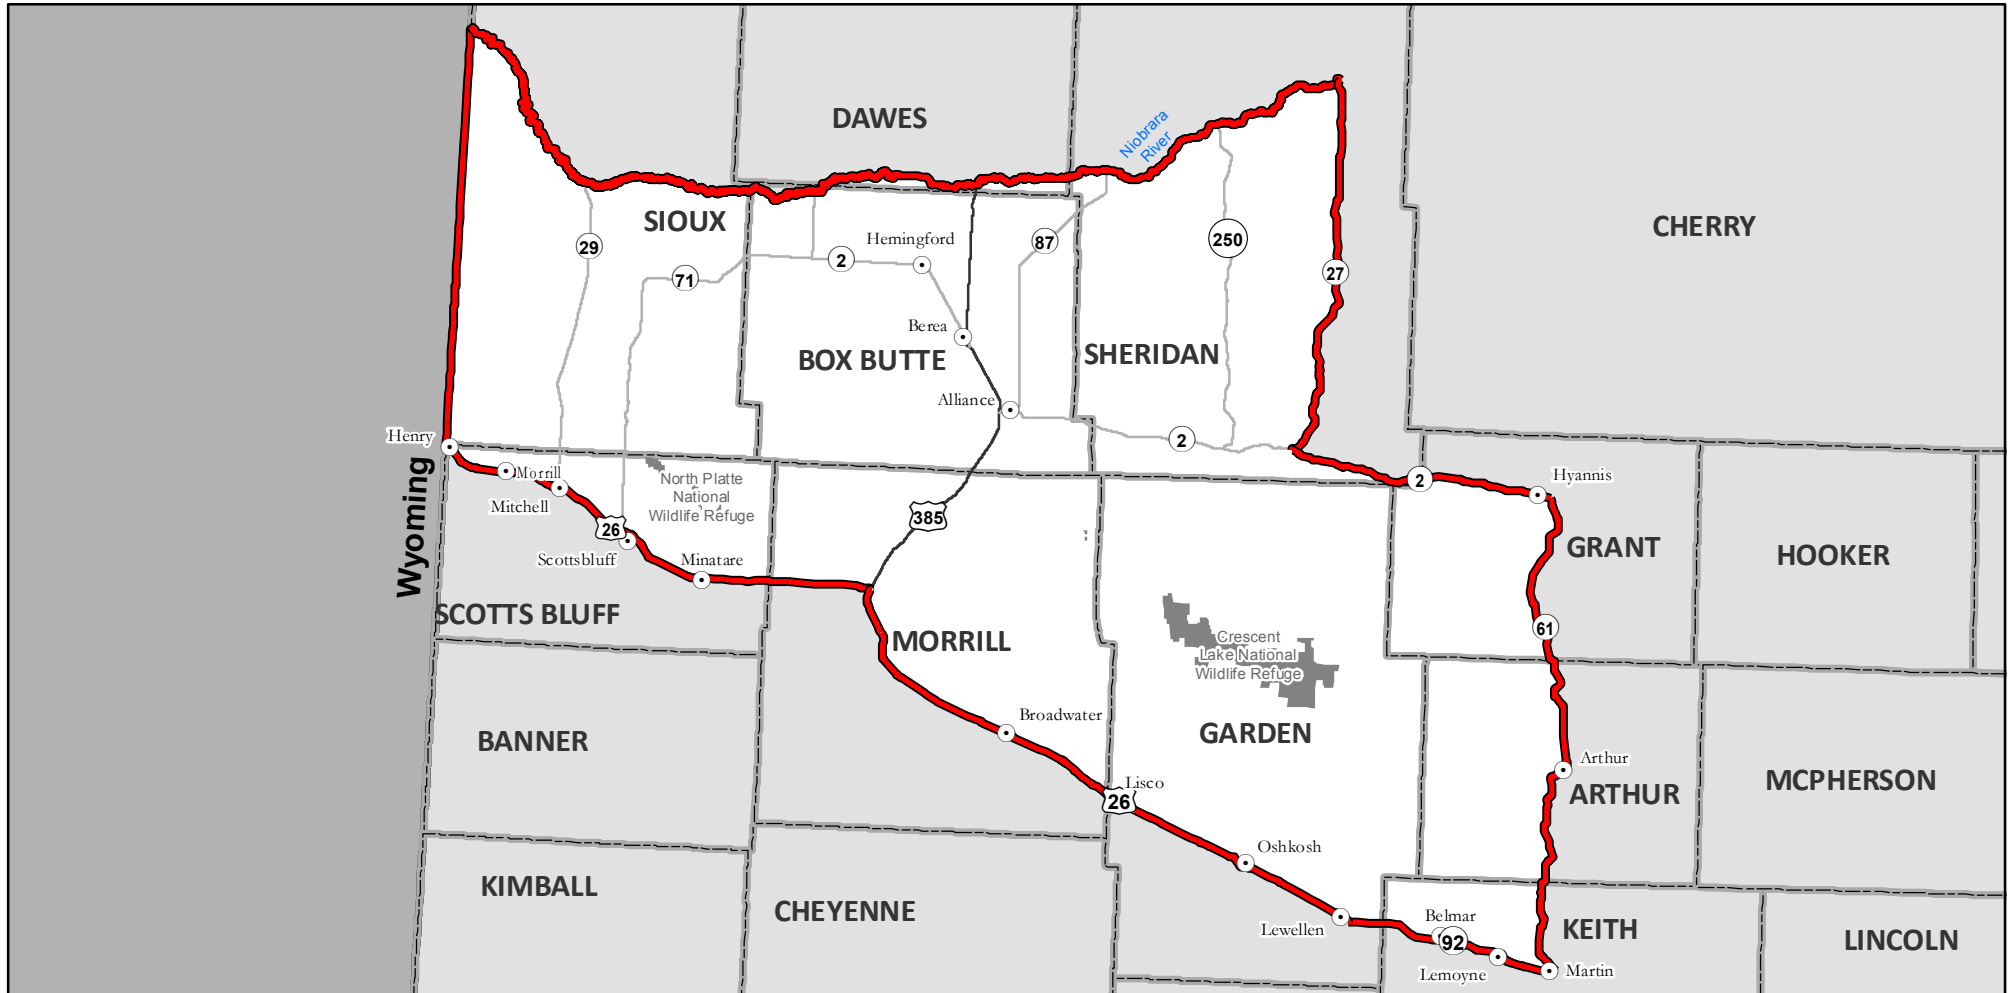 DAWES
Niobrara
River
CHERRY
SIOUX
29
71
2
Hemingford
87
250
27
Berea
BOX BUTTE
SHERIDAN
Alliance
2
Henry
Wyoming
Morrill
Mitchell
North Platte
National
Wildlife Refuge
2
Hyannis
26
385
Scottsbluff
Minatare
GRANT
HOOKER
SCOTTS BLUFF
MORRILL
61
Crescent
Lake National
Wildlife Refuge
Broadwater
GARDEN
BANNER
Arthur
ARTHUR
MCPHERSON
Lisco
26
Oshkosh
KIMBALL
CHEYENNE
Lewellen
Belmar
92
KEITH
LINCOLN
Lemoyne
Martin